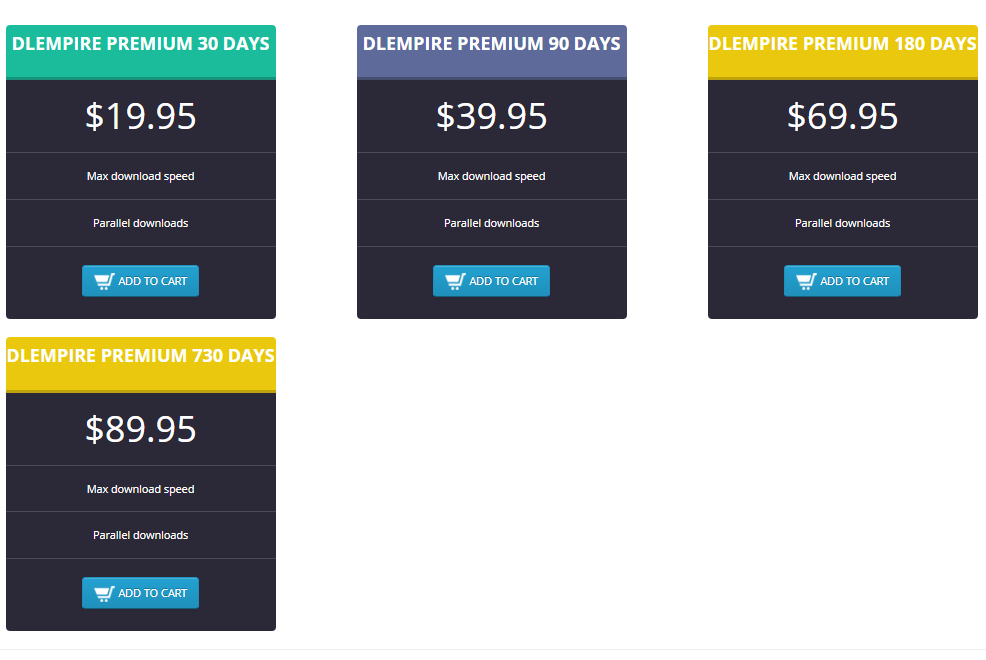 DLEMPIRE PREMIUM 30 DAYS
$19.95
Max download speed
Parallel downloads
ADD TO CART
DLEMPIRE PREMIUM 90 DAYS
$39.95
Max download speed
Parallel downloads
ADD TO CART
DLEMPIRE PREMIUM 180 DAYS
$69.95
Max download speed
Parallel downloads
ADD TO CART
DLEMPIRE PREMIUM 730 DAYS
$89.95
Max download speed
Parallel downloads
ADD TO CART